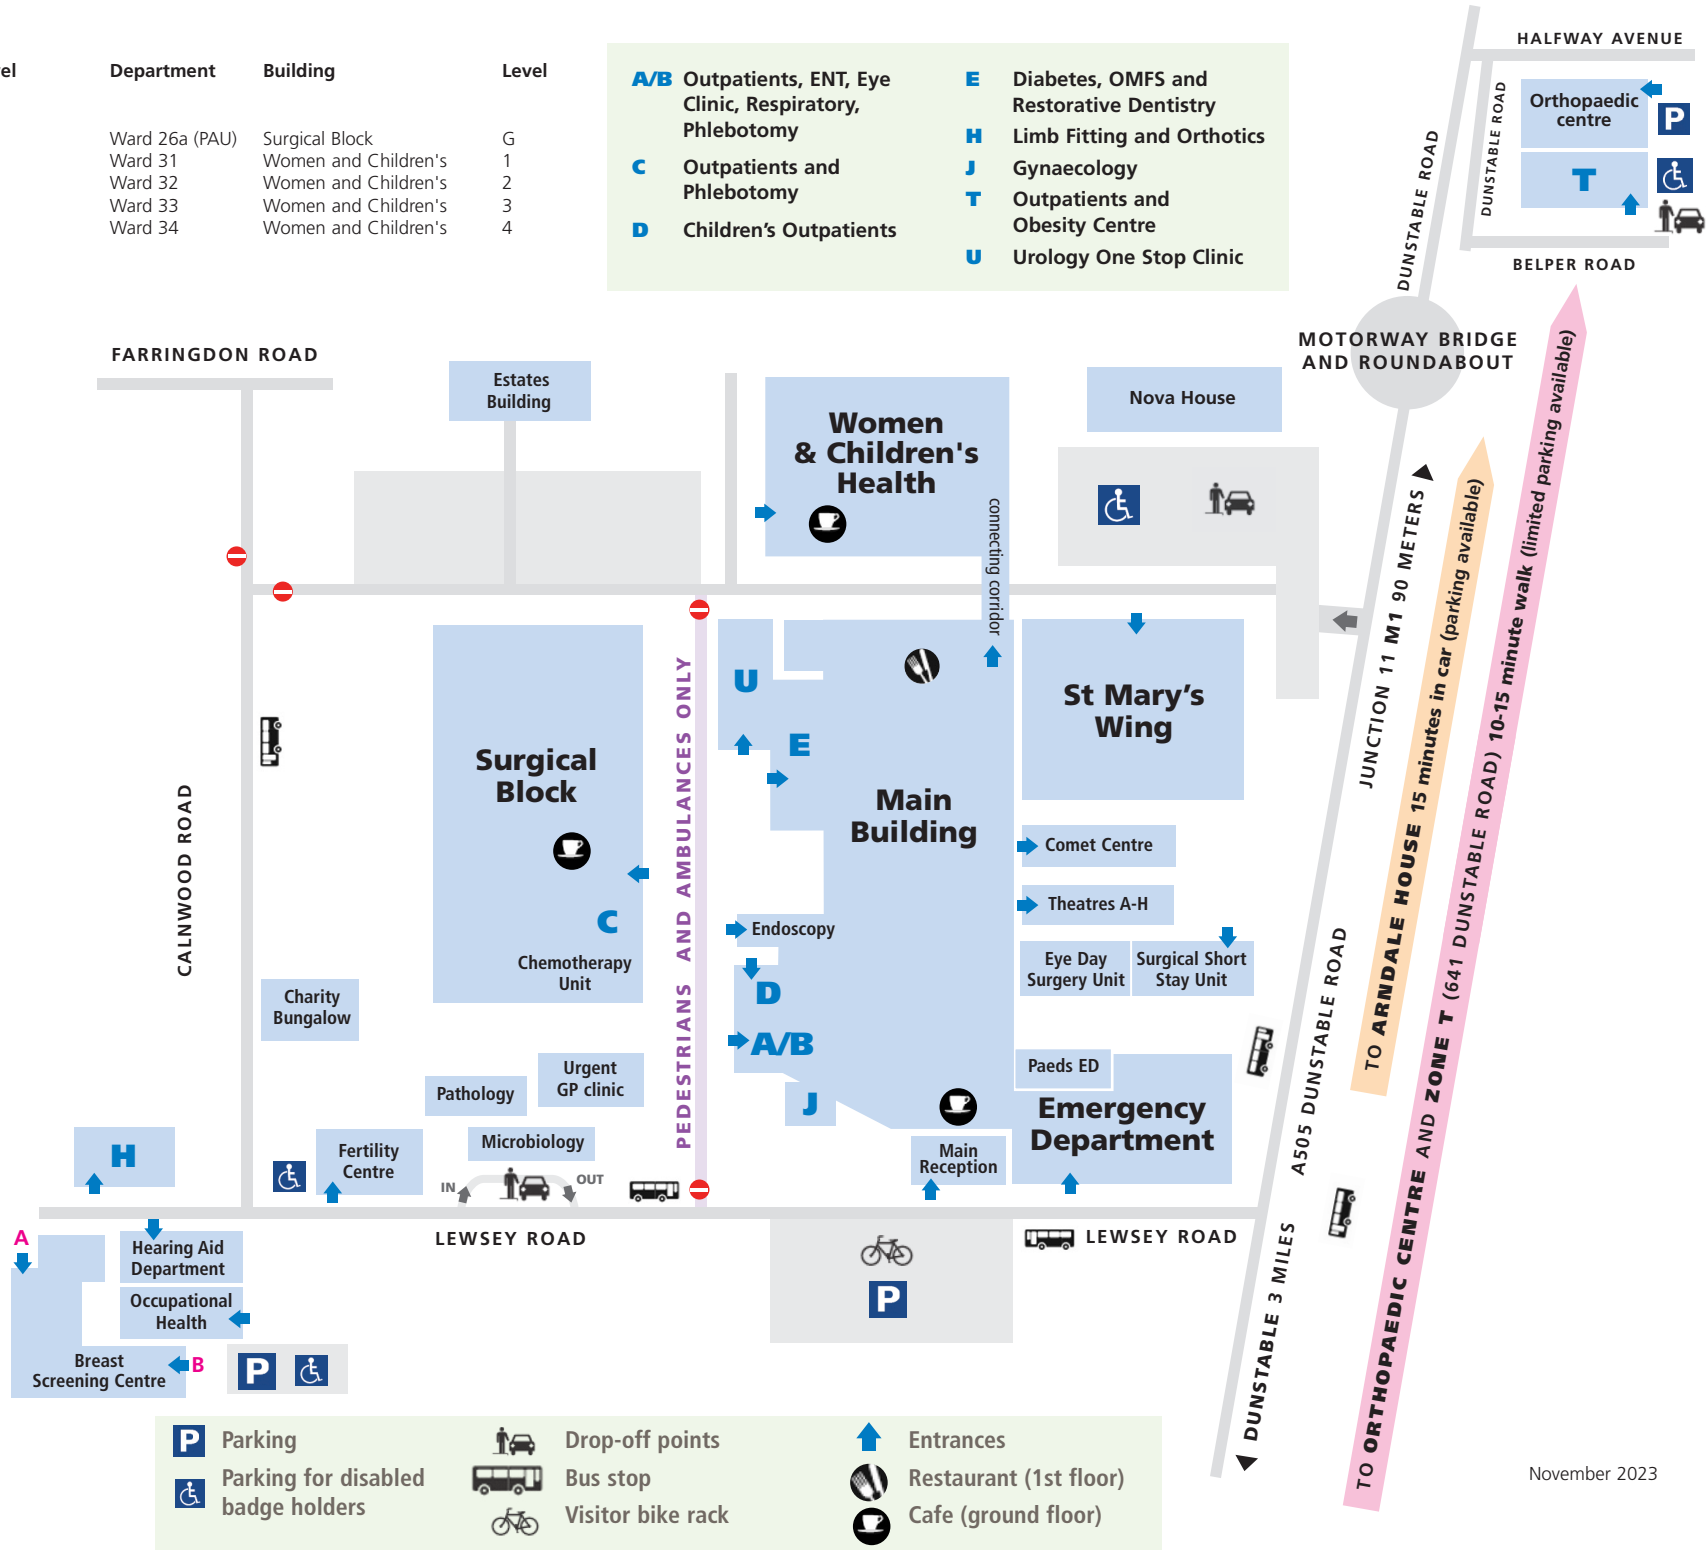 el
Department Building Level
Ward 26a (PAU) Surgical Block G
Ward 31 Women and Children's 1
Ward 32 Women and Children's 2
Ward 33 Women and Children's 3
Ward 34 Women and Children's 4
A/B Outpatients, ENT, Eye
Clinic, Respiratory,
Phlebotomy
C Outpatients and
Phlebotomy
D Children’s Outpatients
E Diabetes, OMFS and
Restorative Dentistry
H Limb Fitting and Orthotics
J Gynaecology
T Outpatients and
Obesity Centre
U Urology One Stop Clinic
HALFWAY AVENUE
DUNSTABLE ROAD
DUNSTABLE ROAD
Orthopaedic
centre
P
T
BELPER ROAD
MOTORWAY BRIDGE
AND ROUNDABOUT
FARRINGDON ROAD
Estates
Building
Women
& Children's
Health
connecting corridor
Nova House
JUNCTION 11 M1 90 METERS
TO ARNDALE HOUSE 15 minutes in car (parking available)
TO ORTHOPAEDIC CENTRE AND ZONE T (641 DUNSTABLE ROAD) 10-15 minute walk (limited parking available)
CALNWOOD ROAD
Surgical
Block
C
Chemotherapy
Unit
PEDESTRIANS AND AMBULANCES ONLY
U
E
Main
Building
St Mary’s
Wing
Comet Centre
Theatres A-H
Endoscopy
Eye Day
Surgery Unit
Surgical Short
Stay Unit
D
A/B
J
Charity
Bungalow
Urgent
GP clinic
Pathology
Microbiology
Fertility
Centre
H
IN
OUT
Paeds ED
Emergency
Department
Main
Reception
A505 DUNSTABLE ROAD
LEWSEY ROAD
LEWSEY ROAD
DUNSTABLE 3 MILES
A
Hearing Aid
Department
Occupational
Health
Breast
Screening Centre
B
P
P
P Parking
Parking for disabled
badge holders
Drop-off points
Bus stop
Visitor bike rack
Entrances
Restaurant (1st floor)
Cafe (ground floor)
November 2023